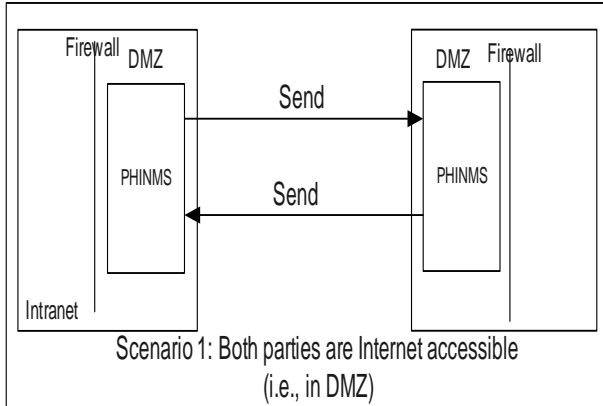 Firewall
DMZ
DMZ
Firewall
Send
PHINMS
PHINMS
Send
Intranet
Scenario 1: Both parties are Internet accessible
(i.e., in DMZ)